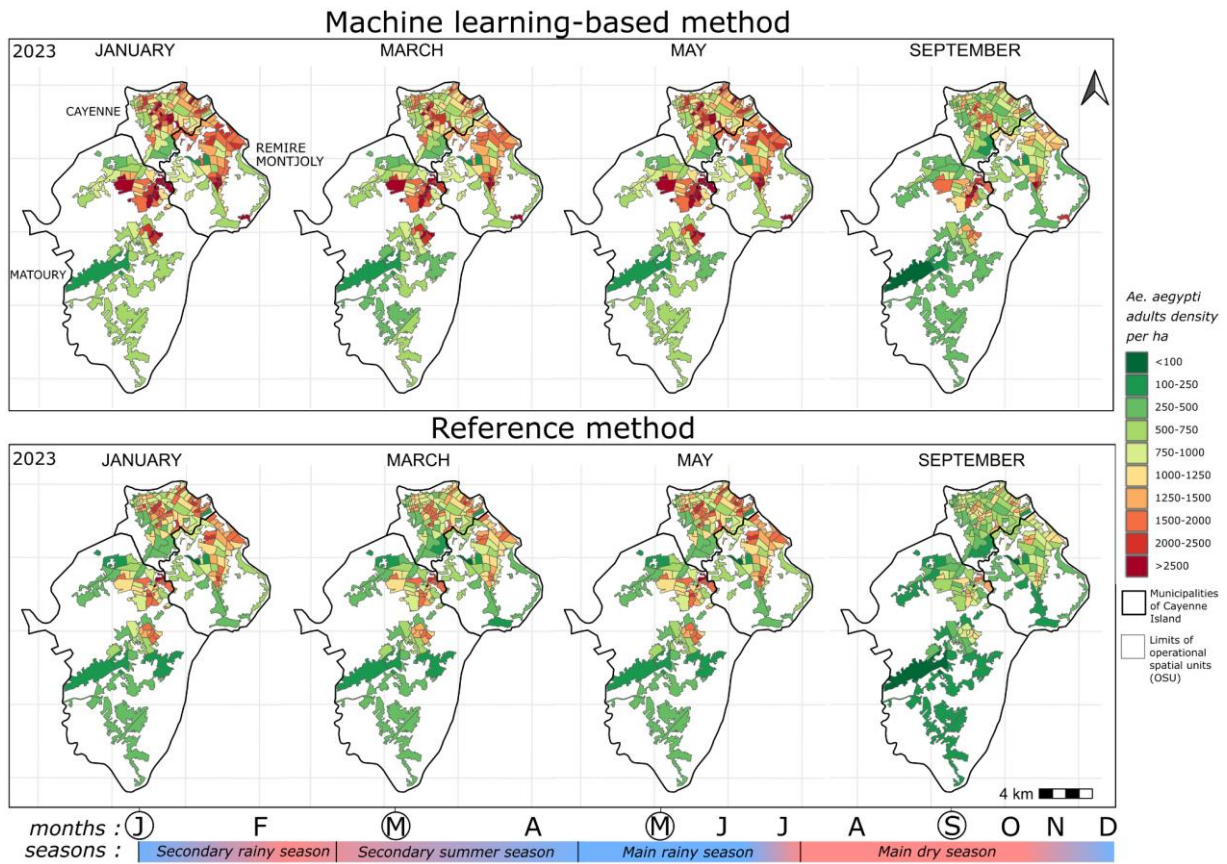 Machine learning-based method
2023 JANUARY MARCH MAY SEPTEMBER
CAYENNE
REMIRE
MONTJOLY
MATOURY
Reference method
2023 JANUARY MARCH MAY SEPTEMBER
4 km
Ae. aegypti
adults density
per ha
<100
100-250
250-500
500-750
750-1000
1000-1250
1250-1500
1500-2000
2000-2500
>2500
Municipalities
of Cayenne
Island
Limits of
operational
spatial units
(OSU)
months : J F M A M J J A S O N D
seasons : Secondary rainy season Secondary summer season Main rainy season Main dry season